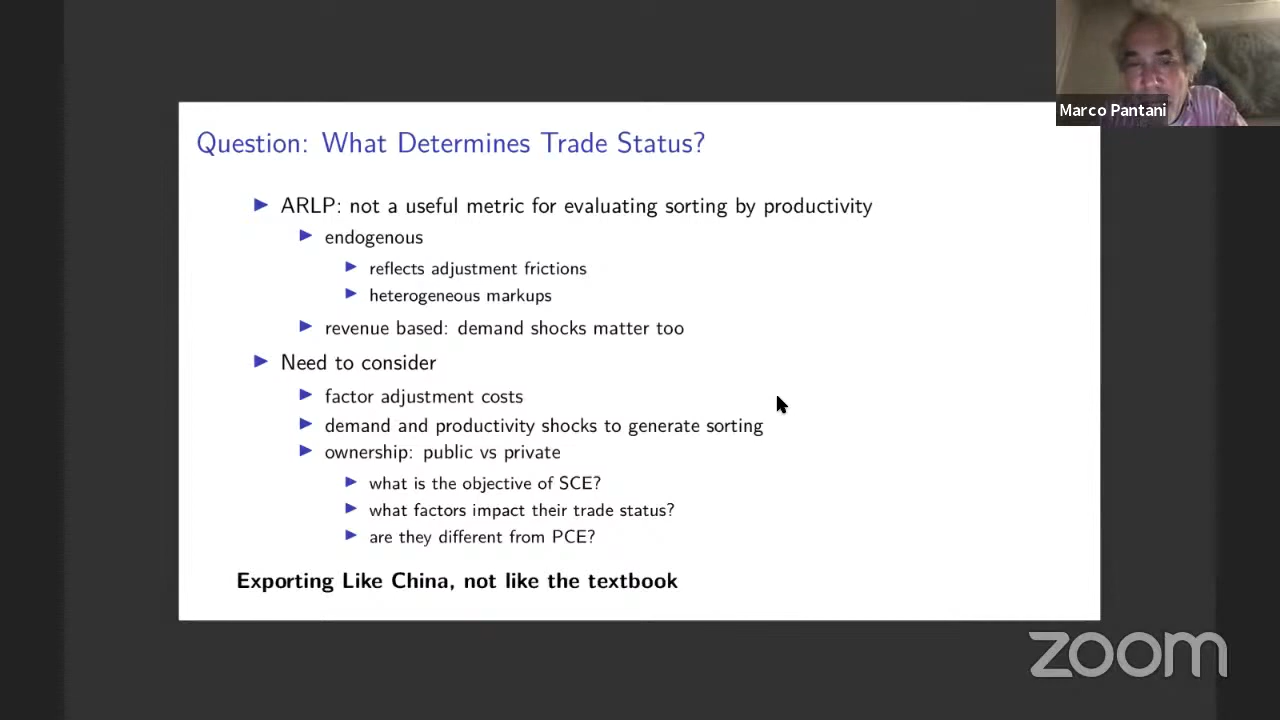 Marco Pantani
Question: What Determines Trade Status?
ARLP: not a useful metric for evaluating sorting by productivity
endogenous
reflects adjustment frictions
heterogeneous markups
revenue based: demand shocks matter too
Need to consider
factor adjustment costs
demand and productivity shocks to generate sorting
ownership: public vs private
what is the objective of SCE?
what factors impact their trade status?
are they different from PCE?
Exporting Like China, not like the textbook
zoom